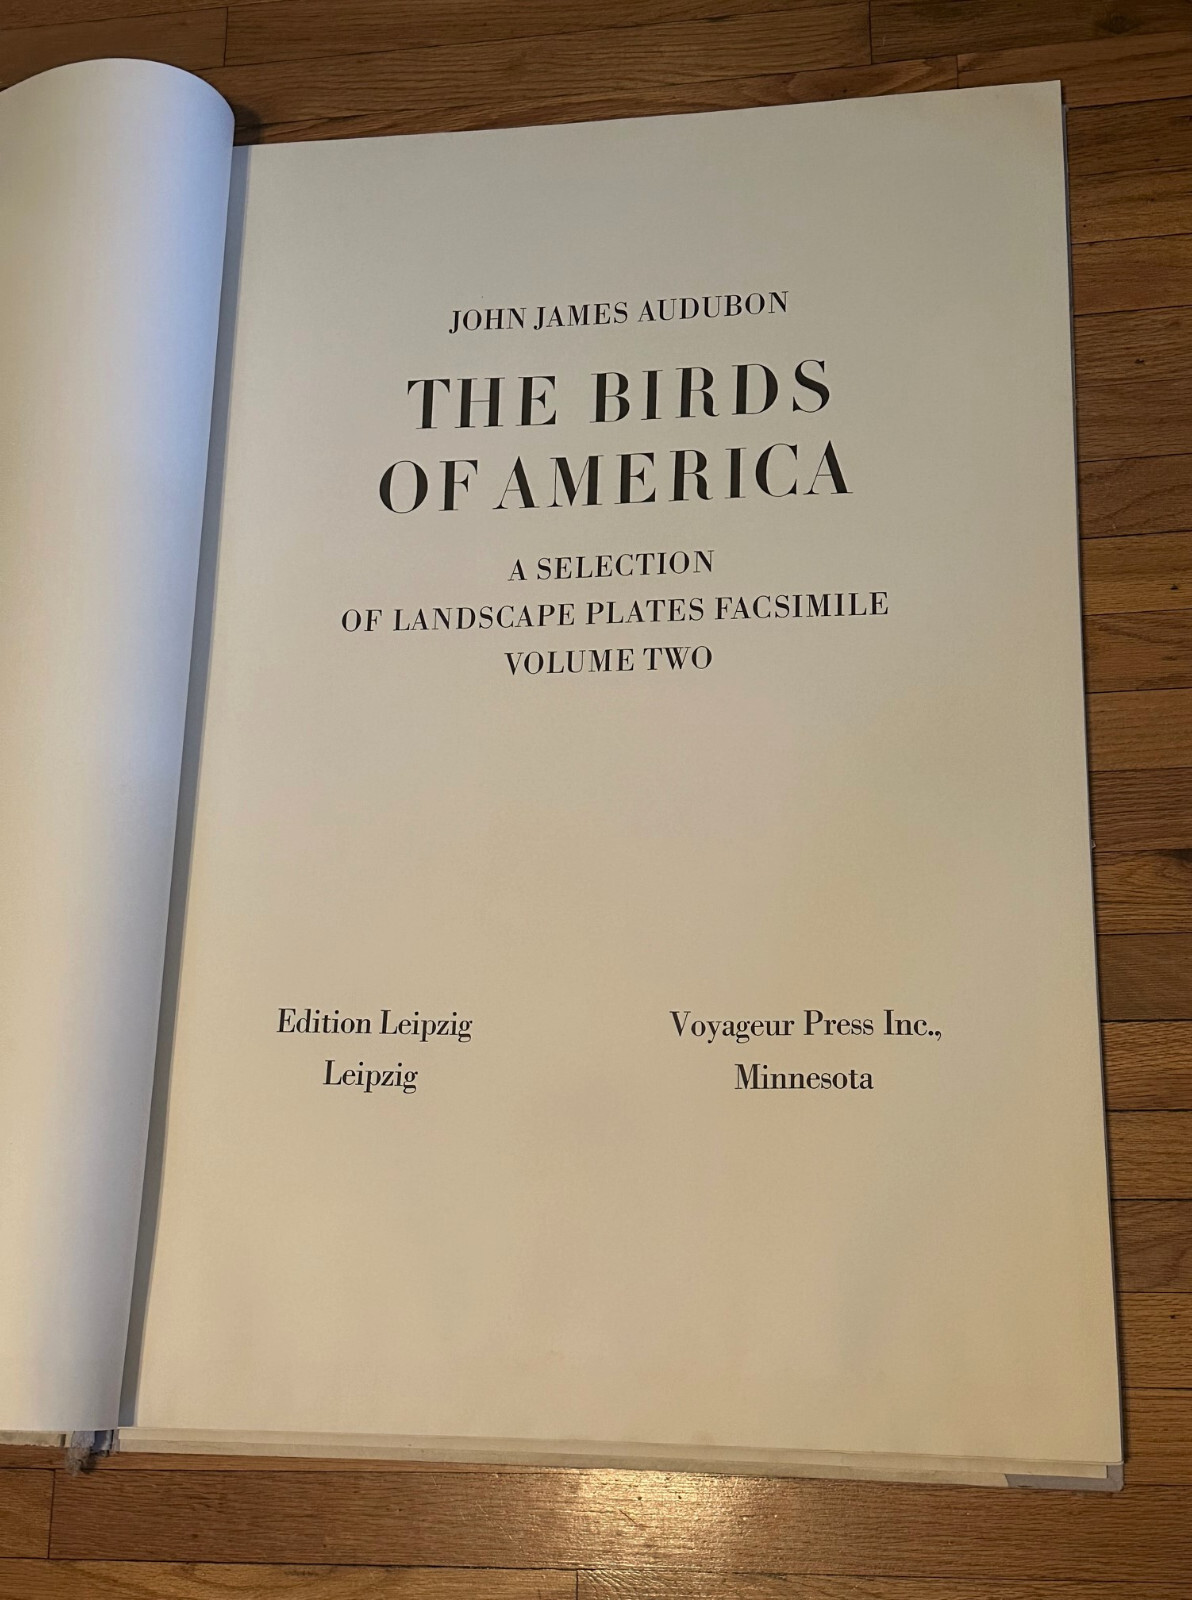 JOHN JAMES AUDUBON
THE BIRDS
OF AMERICA
A SELECTION
OF LANDSCAPE PLATES FACSIMILE
VOLUME TWO
Edition Leipzig
Leipzig
Voyageur Press Inc.,
Minnesota